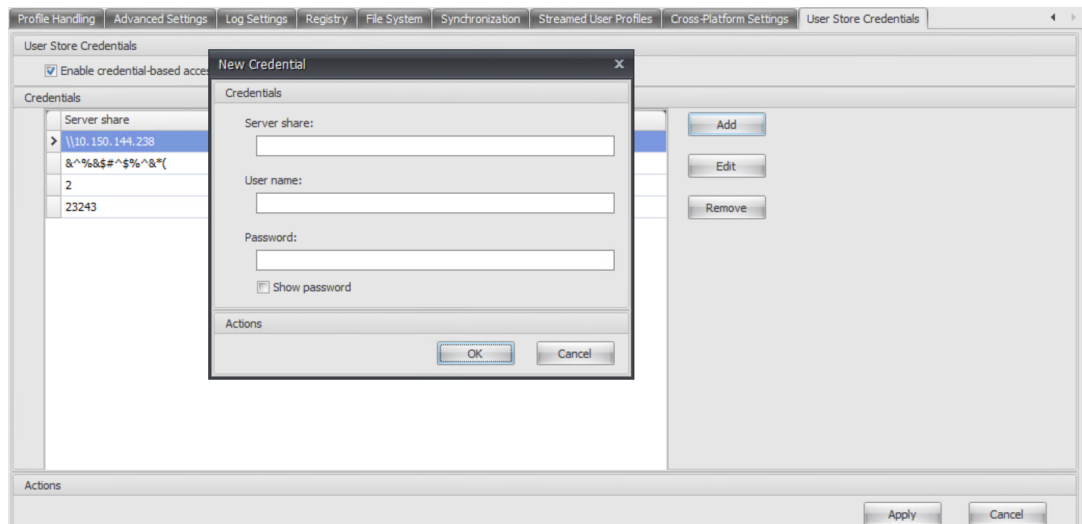 Profile Handling Advanced Settings Log Settings Registry File System Synchronization Streamed User Profiles Cross-Platform Settings User Store Credentials
User Store Credentials
Enable credential-based acces
New Credential x
Credentials
Credentials
Server share
Server share:
Add
\\10.150.144.238
&^%&$#^$%^&*(
User name:
Edit
2
23243
Remove
Password:
Show password
Actions
OK Cancel
Actions
Apply Cancel